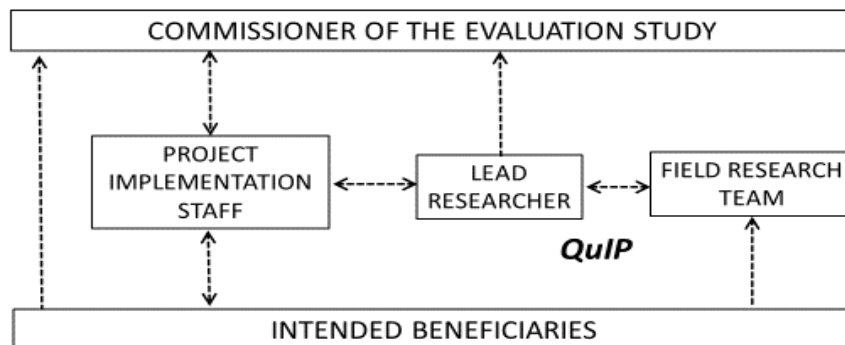 COMMISSIONER OF THE EVALUATION STUDY
PROJECT
IMPLEMENTATION
STAFF
LEAD
RESEARCHER
FIELD RESEARCH
TEAM
QuIP
INTENDED BENEFICIARIES